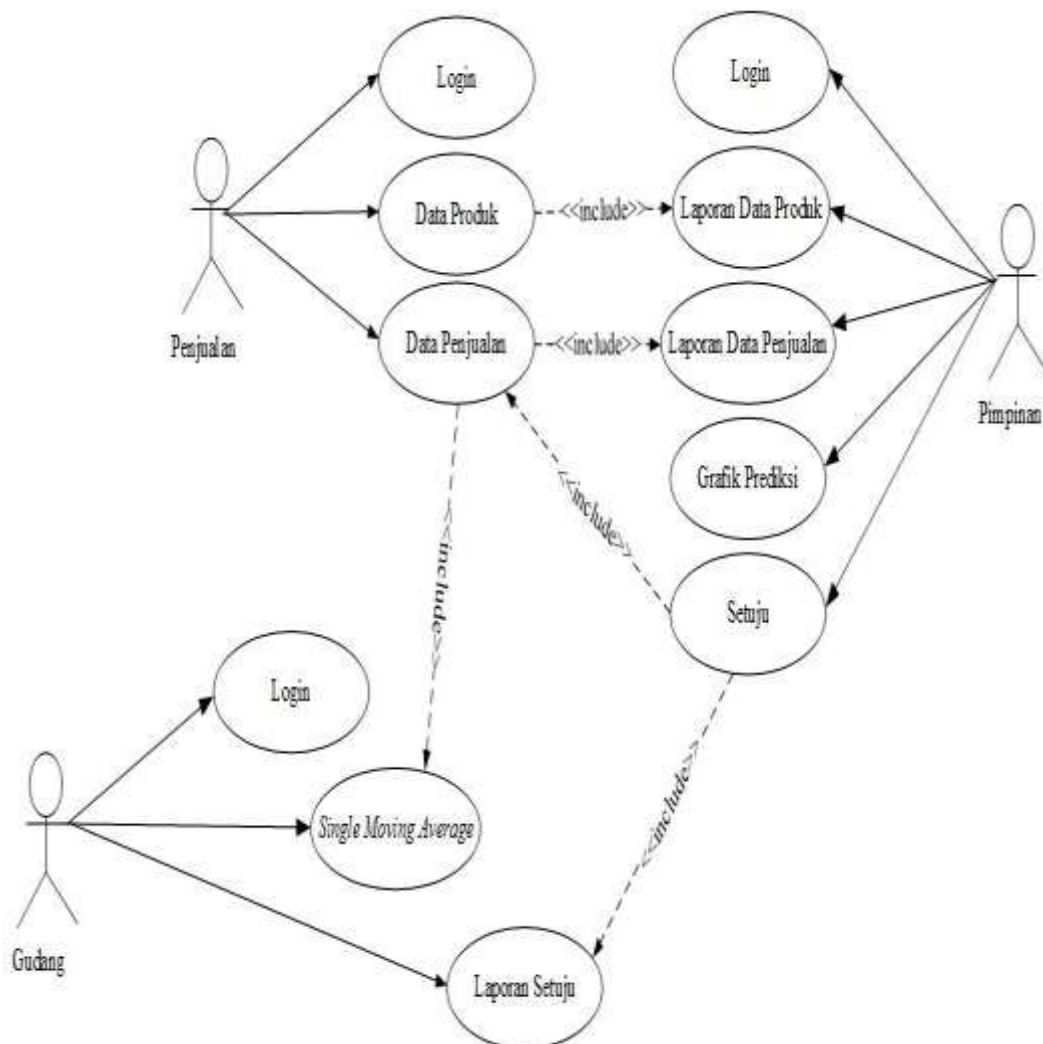 Login
Login
Data Produk
<<include>>
Laporan Data Produk
Penjualan
Data Penjualan
<<include>>
Laporan Data Penjualan
Pimpinan
Grafik Prediksi
<<include>>
<<include>>
Setuju
Login
Single Moving Average
<<include>>
Gudang
Laporan Setuju